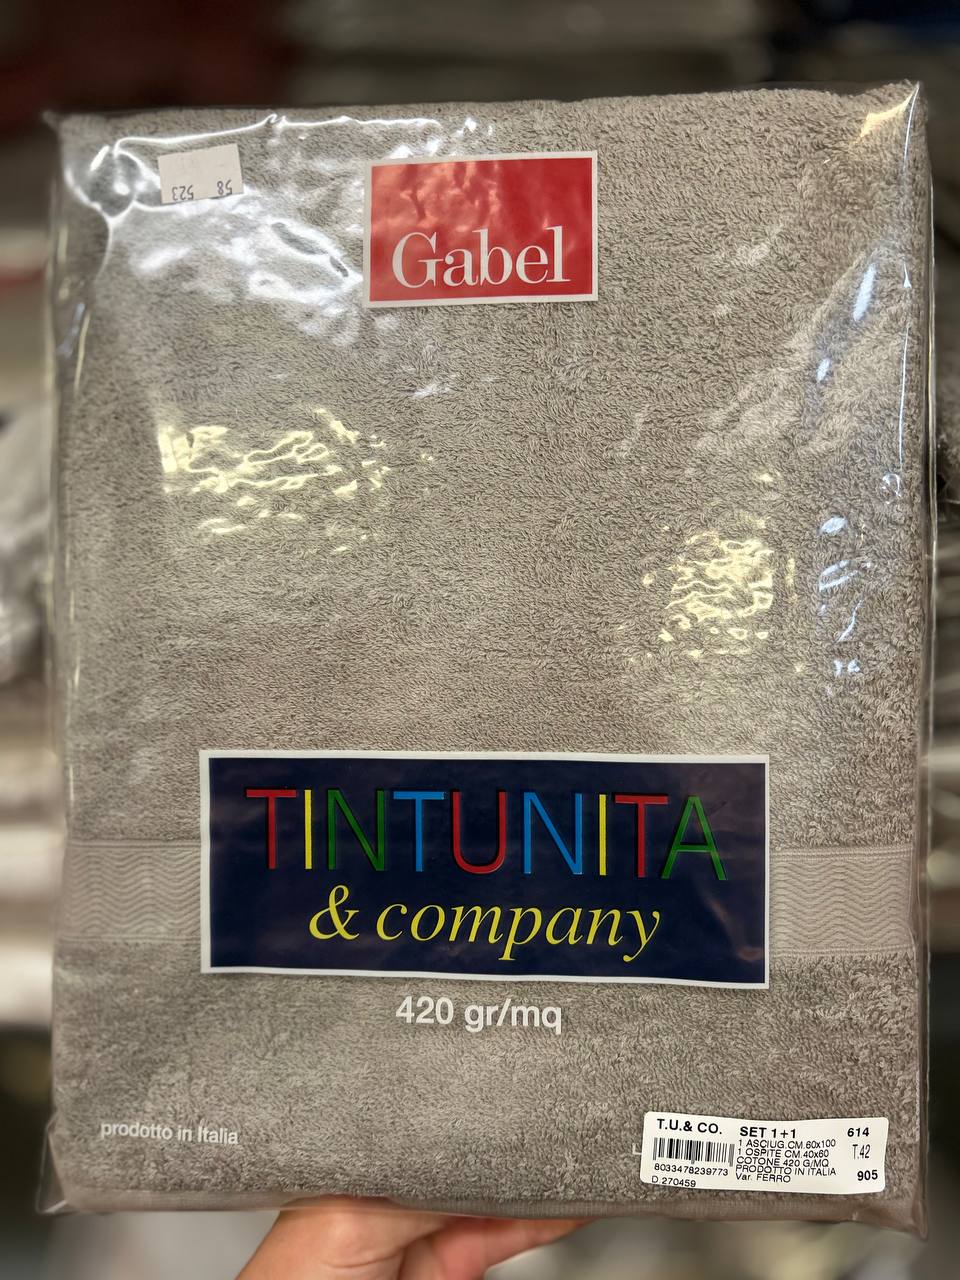 58
523
Gabel
TINTUNITA
& company
420 gr/mq
prodotto in Italia
T.U.& CO. SET 1+1 614
1 ASCIUG.CM.60x100
1 OSPITE CM.40x60 T.42
COTONE 420 G/MQ
8033478239773 PRODOTTO IN ITALIA
D 270459 Var. FERRO 905